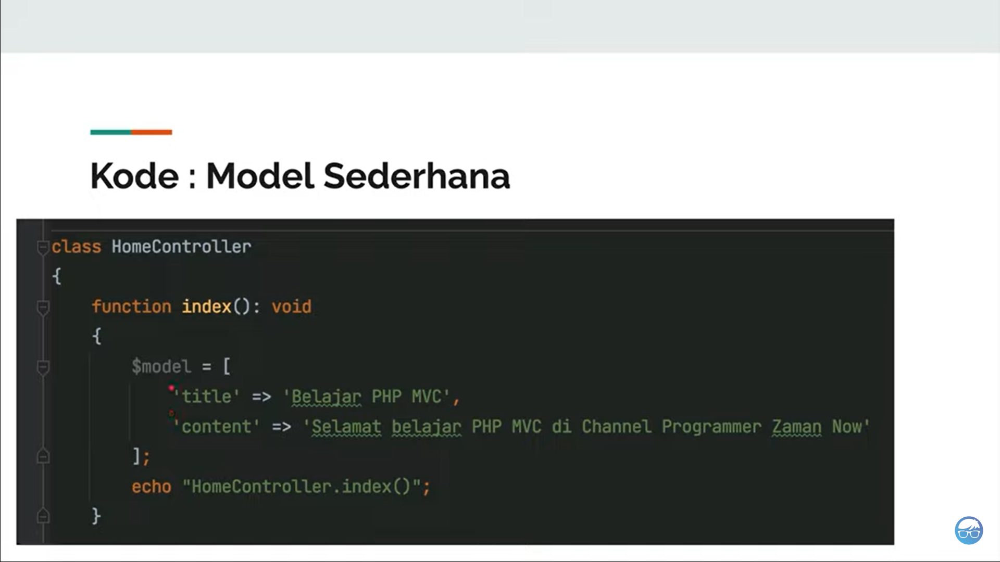 Kode : Model Sederhana
class HomeController
{
function index(): void
{
$model = [
'title' => 'Belajar PHP MVC',
'content' => 'Selamat belajar PHP MVC di Channel Programmer Zaman Now'
];
echo "HomeController.index()";
}